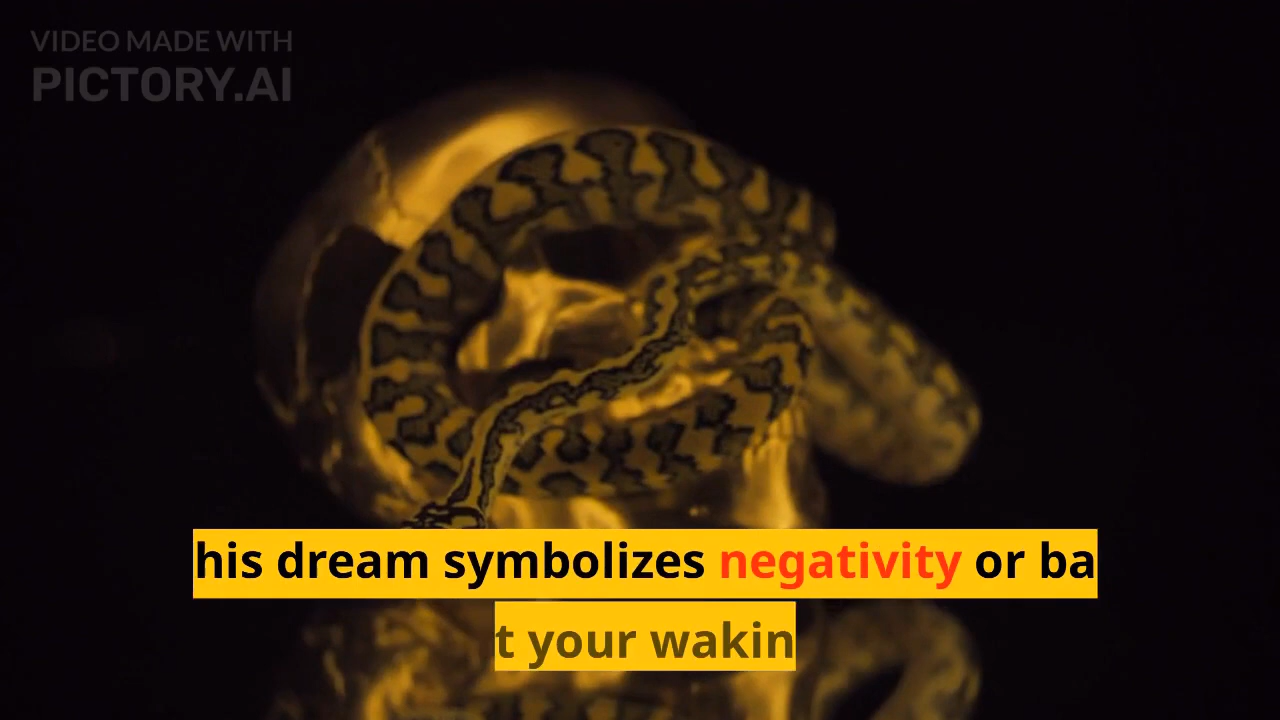 VIDEO MADE WITH
PICTORY.AI
his dream symbolizes negativity or ba
t your wakin